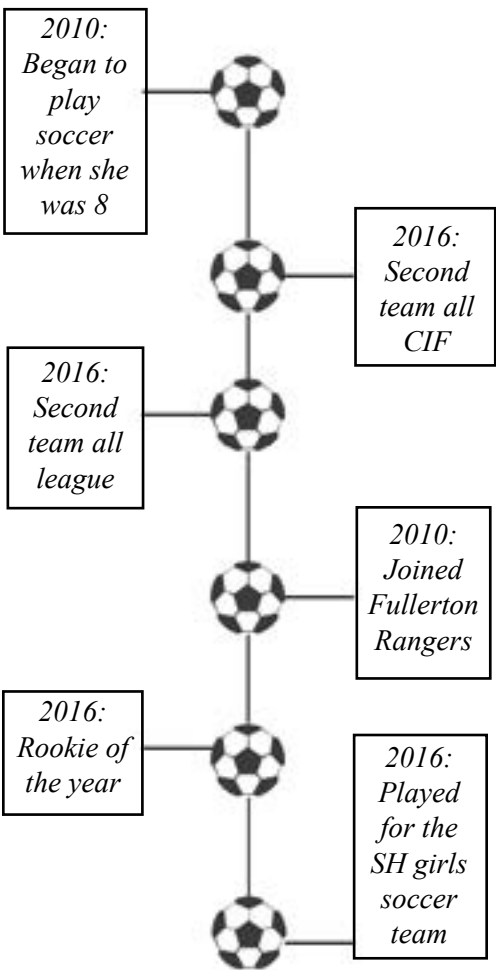 2010:
Began to
play
soccer
when she
was 8
2016:
Second
team all
CIF
2016:
Second
team all
league
2010:
Joined
Fullerton
Rangers
2016:
Rookie of
the year
2016:
Played
for the
SH girls
soccer
team